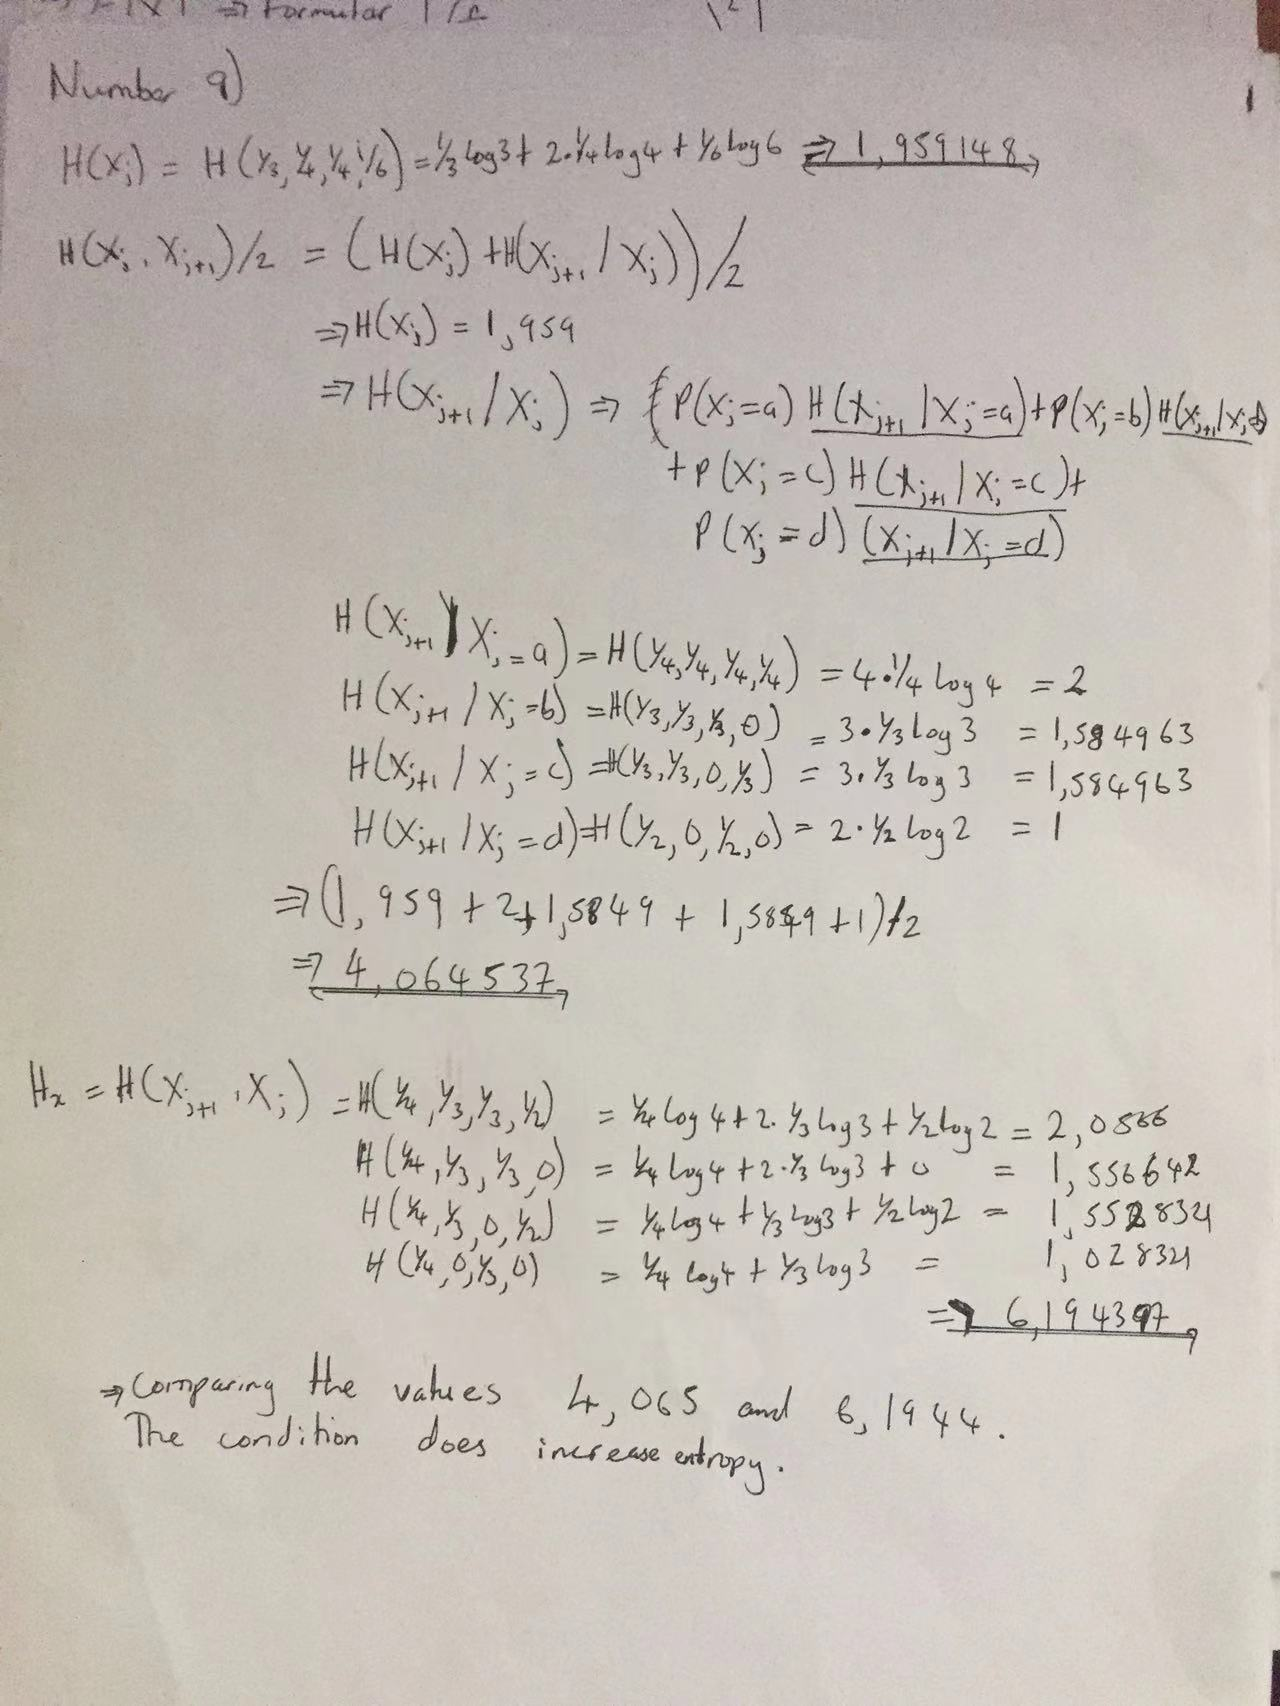 ⇒ Formular
Number 9)
H(Xj) = H(1/3, 1/4, 1/4, 1/6) = 1/3 log3 + 2·1/4 log4 + 1/6 log6 ⇒ 1,959148
H(Xj, Xj+1)/2 = (H(Xj) + H(Xj+1 / Xj))/2
⇒ H(Xj) = 1,959
⇒ H(Xj+1 / Xj) ⇒ (P(Xj=a) H(Xj+1 | Xj=a) + P(Xj=b) H(Xj+1 / Xj=b)
+ P(Xj=c) H(Xj+1 | Xj=c) +
P(Xj=d) (Xj+1 / Xj=d)
H(Xj+1 | Xj=a) = H(1/4, 1/4, 1/4, 1/4) = 4·1/4 log4 = 2
H(Xj+1 / Xj=b) = H(1/3, 1/3, 1/3, 0) = 3·1/3 log3 = 1,584963
H(Xj+1 / Xj=c) = H(1/3, 1/3, 0, 1/3) = 3·1/3 log3 = 1,584963
H(Xj+1 / Xj=d) = H(1/2, 0, 1/2, 0) = 2·1/2 log2 = 1
⇒ (1,959 + 2 + 1,5849 + 1,5849 + 1)/2
⇒ 4,064537
Hx = H(Xj+1, Xj) = H(1/4, 1/3, 1/3, 1/2) = 1/4 log4 + 2·1/3 log3 + 1/2 log2 = 2,0566
H(1/4, 1/3, 1/3, 0) = 1/4 log4 + 2·1/3 log3 + 0 = 1,556642
H(1/4, 1/3, 0, 1/2) = 1/4 log4 + 1/3 log3 + 1/2 log2 = 1,528321
H(1/4, 0, 1/3, 0) = 1/4 log4 + 1/3 log3 = 1,028321
⇒ 6,194397
⇒ Comparing the values 4,065 and 6,1944.
The condition does increase entropy.